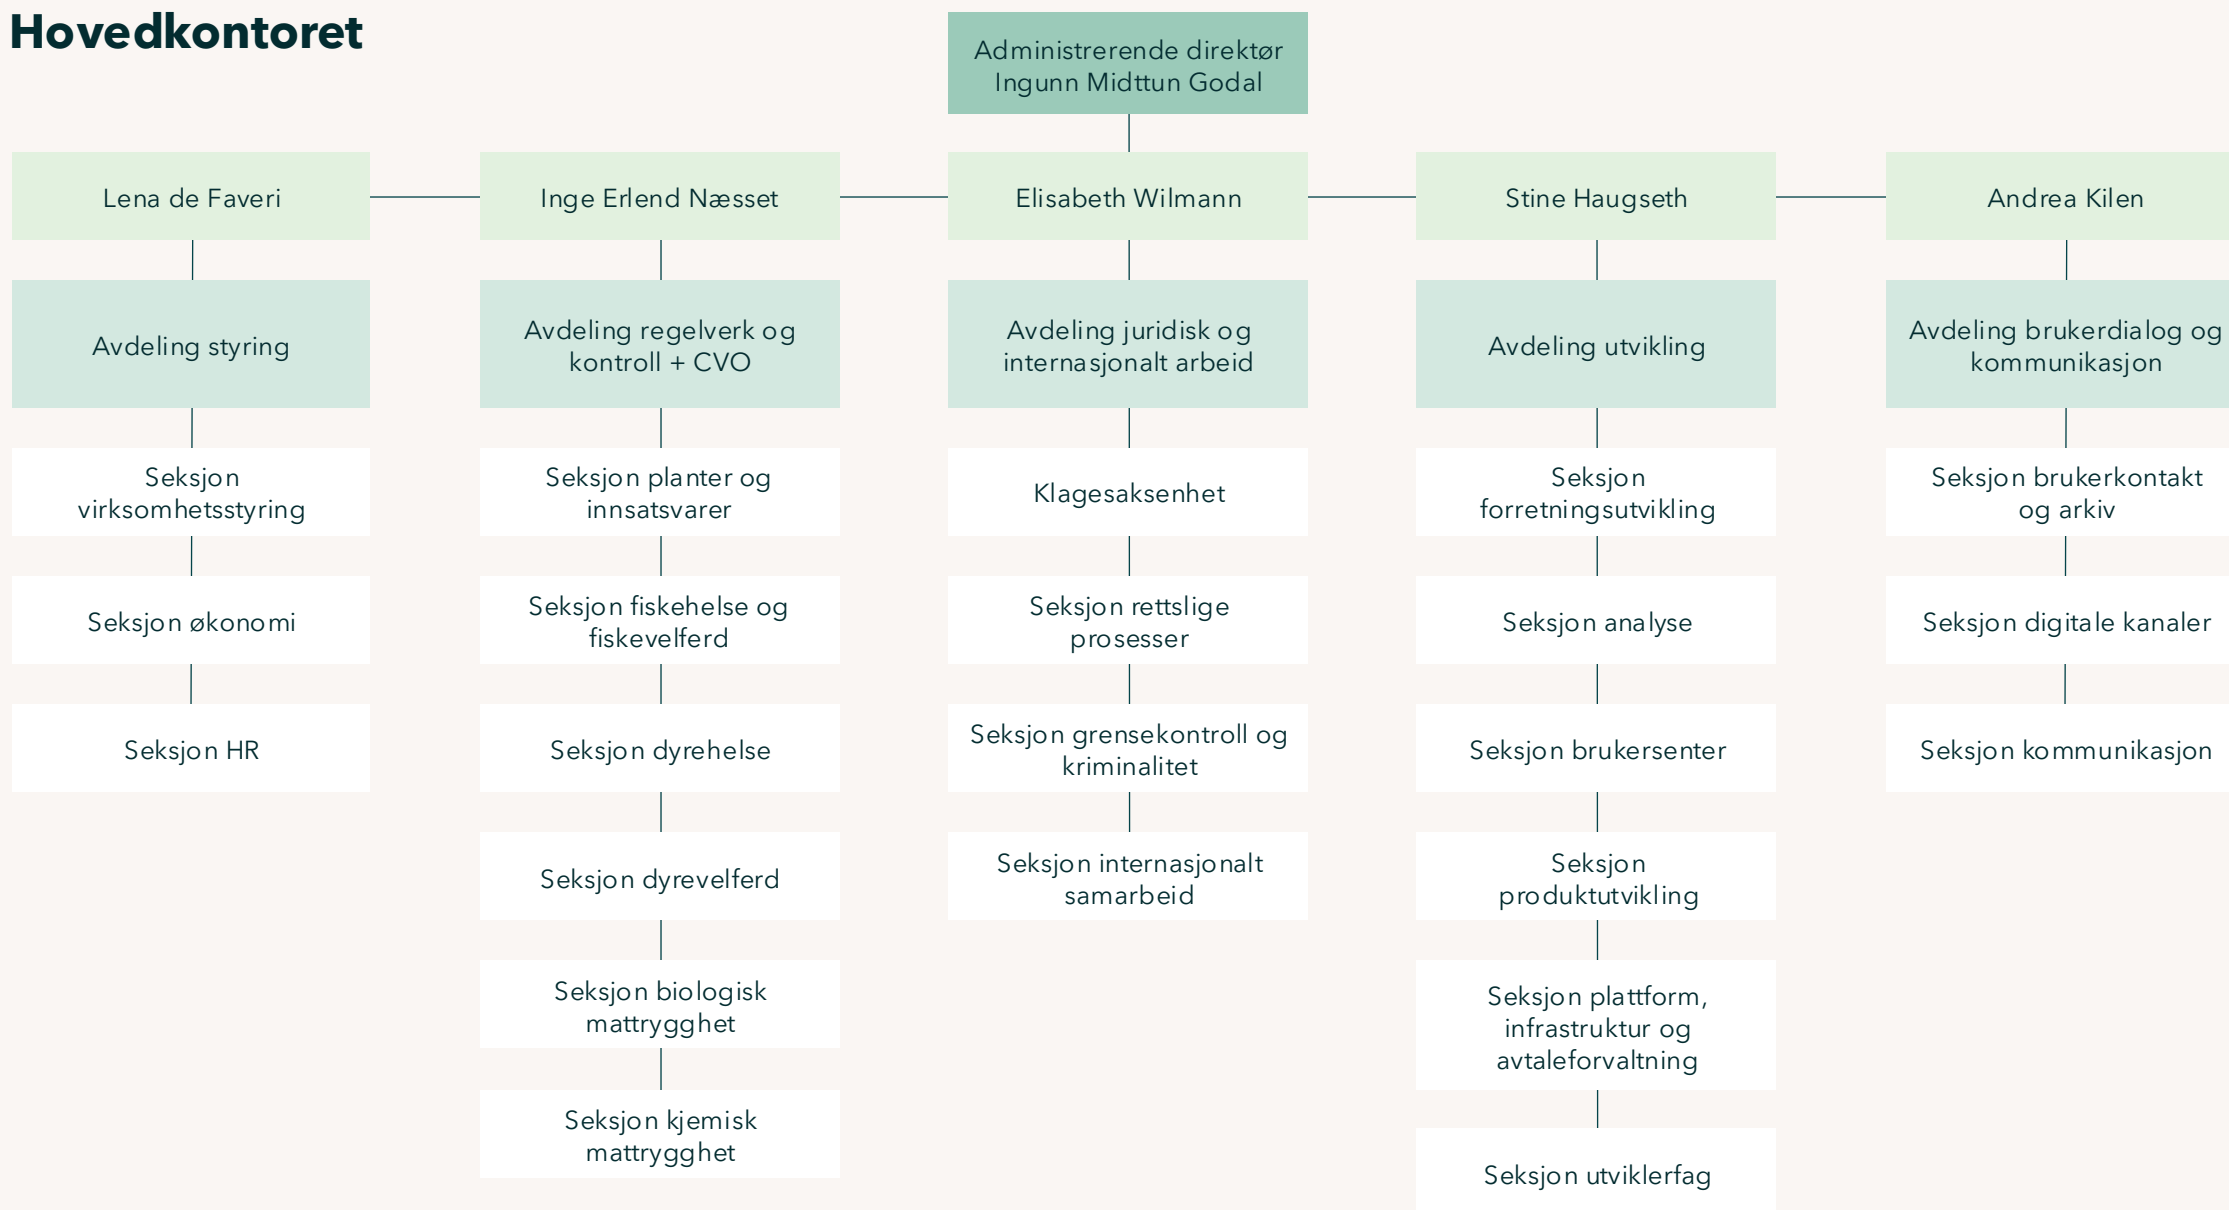 Hovedkontoret
Administrerende direktør
Ingunn Midttun Godal
Lena de Faveri
Inge Erlend Næsset
Elisabeth Wilmann
Stine Haugseth
Andrea Kilen
Avdeling styring
Avdeling regelverk og
kontroll + CVO
Avdeling juridisk og
internasjonalt arbeid
Avdeling utvikling
Avdeling brukerdialog og
kommunikasjon
Seksjon
virksomhetsstyring
Seksjon planter og
innsatsvarer
Klagesaksenhet
Seksjon
forretningsutvikling
Seksjon brukerkontakt
og arkiv
Seksjon økonomi
Seksjon fiskehelse og
fiskevelferd
Seksjon rettslige
prosesser
Seksjon analyse
Seksjon digitale kanaler
Seksjon HR
Seksjon dyrehelse
Seksjon grensekontroll og
kriminalitet
Seksjon brukersenter
Seksjon kommunikasjon
Seksjon dyrevelferd
Seksjon internasjonalt
samarbeid
Seksjon
produktutvikling
Seksjon biologisk
mattrygghet
Seksjon plattform,
infrastruktur og
avtaleforvaltning
Seksjon kjemisk
mattrygghet
Seksjon utviklerfag